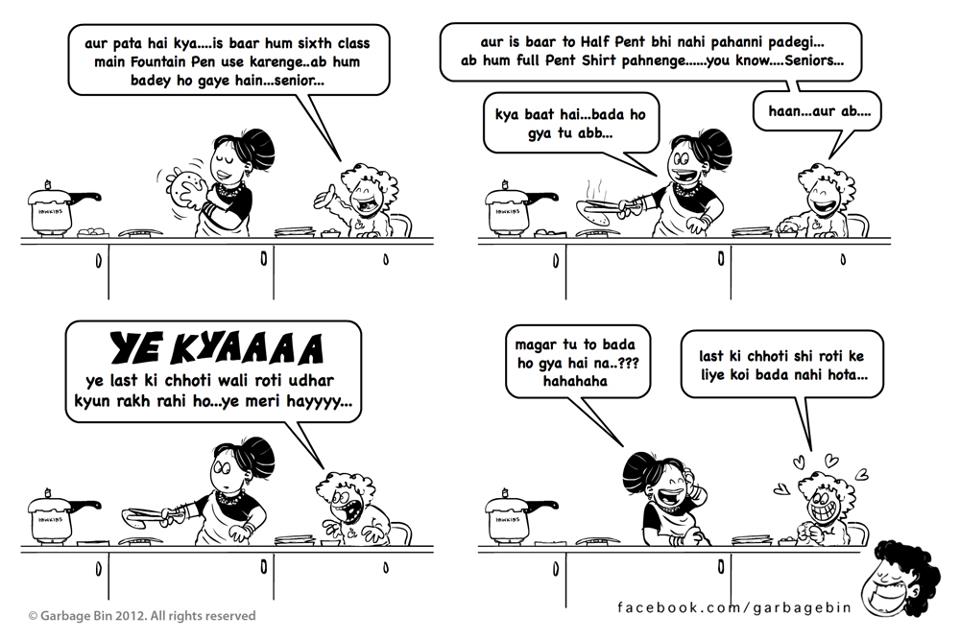 aur pata hai kya....is baar hum sixth class
main Fountain Pen use karenge..ab hum
badey ho gaye hain...senior...
HAWKIBS
aur is baar to Half Pent bhi nahi pahanni padegi...
ab hum full Pent Shirt pahnenge......you know....Seniors...
kya baat hai...bada ho
gya tu abb...
haan...aur ab....
HAWKIBS
YE KYAAAA
ye last ki chhoti wali roti udhar
kyun rakh rahi ho...ye meri hayyyy...
HAWKIBS
magar tu to bada
ho gya hai na..???
hahahaha
last ki chhoti shi roti ke
liye koi bada nahi hota...
HAWKIBS
© Garbage Bin 2012. All rights reserved
facebook.com/garbagebin